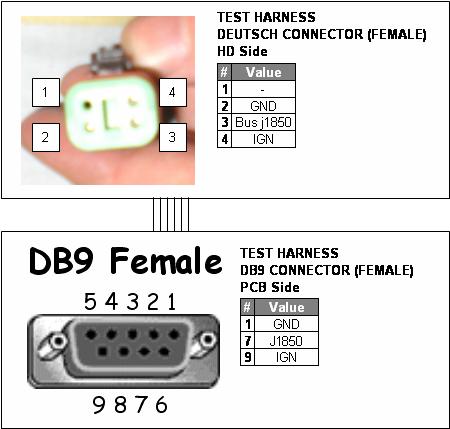 TEST HARNESS
DEUTSCH CONNECTOR (FEMALE)
HD Side
# Value
1 -
2 GND
3 Bus j1850
4 IGN
1 4
2 3
DB9 Female
5 4 3 2 1
9 8 7 6
TEST HARNESS
DB9 CONNECTOR (FEMALE)
PCB Side
# Value
1 GND
7 J1850
9 IGN